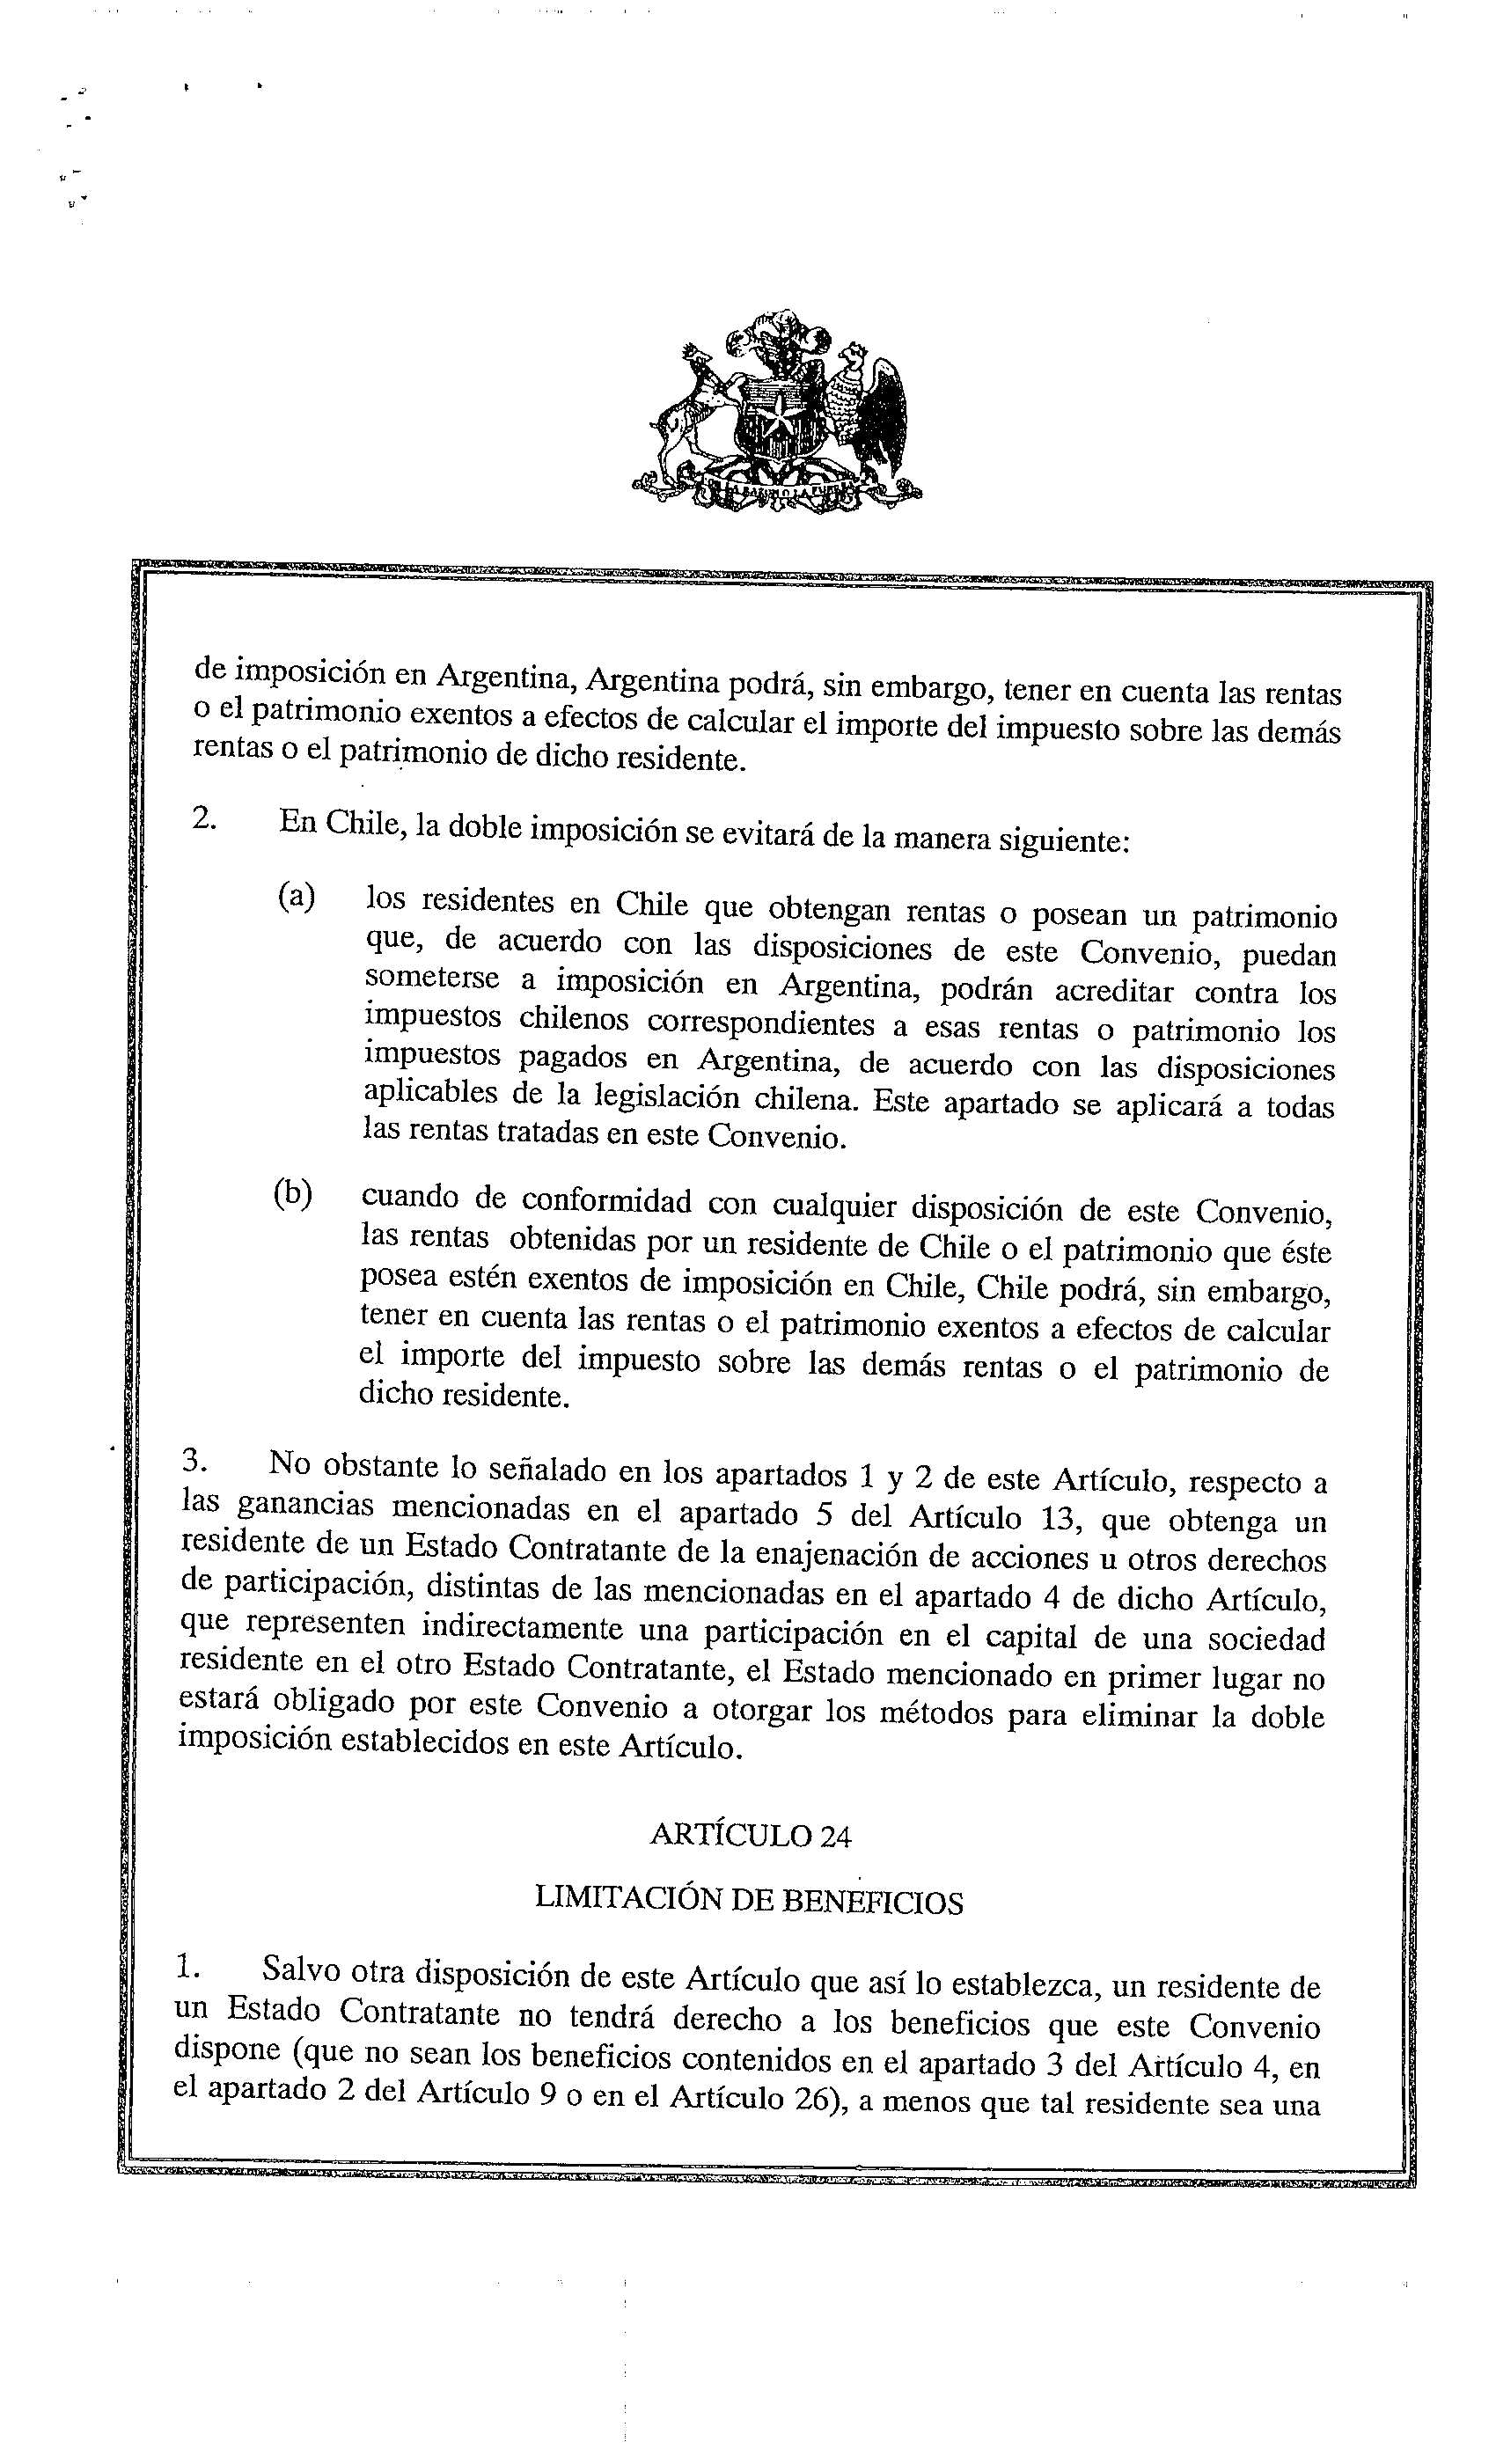 de imposición en Argentina, Argentina podrá, sin embargo, tener en cuenta las rentas
o el patrimonio exentos a efectos de calcular el importe del impuesto sobre las demás
rentas o el patrimonio de dicho residente.
2. En Chile, la doble imposición se evitará de la manera siguiente:
(a) los residentes en Chile que obtengan rentas o posean un patrimonio
que, de acuerdo con las disposiciones de este Convenio, puedan
someterse a imposición en Argentina, podrán acreditar contra los
impuestos chilenos correspondientes a esas rentas o patrimonio los
impuestos pagados en Argentina, de acuerdo con las disposiciones
aplicables de la legislación chilena. Este apartado se aplicará a todas
las rentas tratadas en este Convenio.
(b) cuando de conformidad con cualquier disposición de este Convenio,
las rentas obtenidas por un residente de Chile o el patrimonio que éste
posea estén exentos de imposición en Chile, Chile podrá, sin embargo,
tener en cuenta las rentas o el patrimonio exentos a efectos de calcular
el importe del impuesto sobre las demás rentas o el patrimonio de
dicho residente.
3. No obstante lo señalado en los apartados 1 y 2 de este Artículo, respecto a
las ganancias mencionadas en el apartado 5 del Artículo 13, que obtenga un
residente de un Estado Contratante de la enajenación de acciones u otros derechos
de participación, distintas de las mencionadas en el apartado 4 de dicho Artículo,
que representen indirectamente una participación en el capital de una sociedad
residente en el otro Estado Contratante, el Estado mencionado en primer lugar no
estará obligado por este Convenio a otorgar los métodos para eliminar la doble
imposición establecidos en este Artículo.
ARTÍCULO 24
LIMITACIÓN DE BENEFICIOS
1. Salvo otra disposición de este Artículo que así lo establezca, un residente de
un Estado Contratante no tendrá derecho a los beneficios que este Convenio
dispone (que no sean los beneficios contenidos en el apartado 3 del Artículo 4, en
el apartado 2 del Artículo 9 o en el Artículo 26), a menos que tal residente sea una